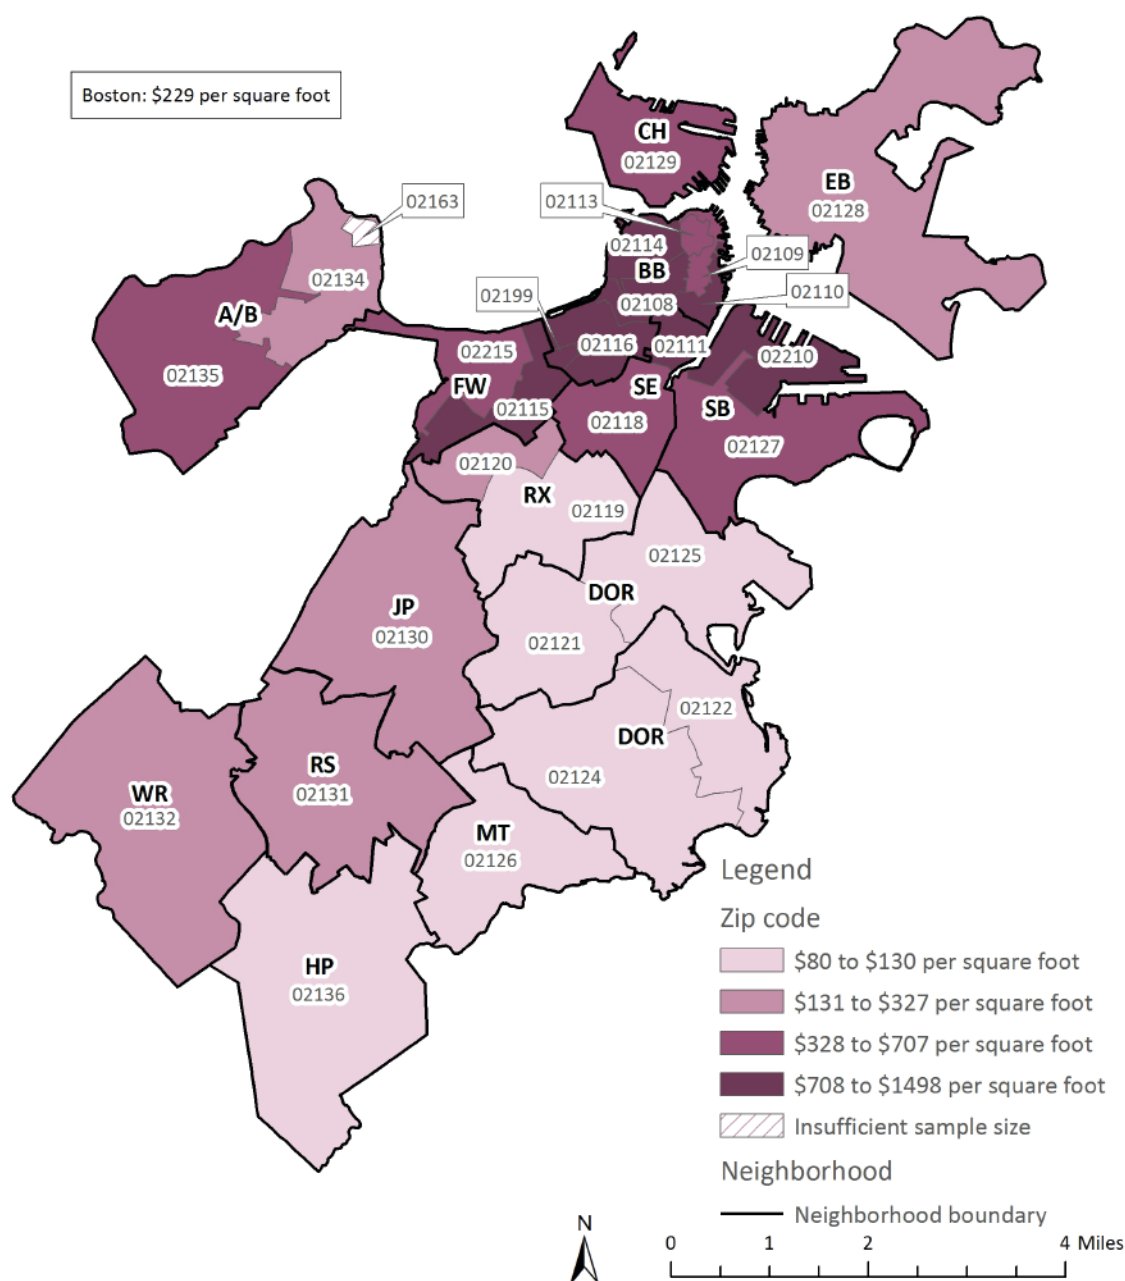 Boston: $229 per square foot
CH
02129
EB
02128
02163
02113
02114
02109
BB
02134
02199
02108
02110
A/B
02116
02111
02210
02215
02135
FW
SE
02115
SB
02118
02127
02120
RX
02119
02125
DOR
JP
02130
02121
02122
DOR
RS
02124
02131
WR
02132
MT
02126
HP
02136
Legend
Zip code
$80 to $130 per square foot
$131 to $327 per square foot
$328 to $707 per square foot
$708 to $1498 per square foot
Insufficient sample size
Neighborhood
Neighborhood boundary
N
0 1 2 4 Miles